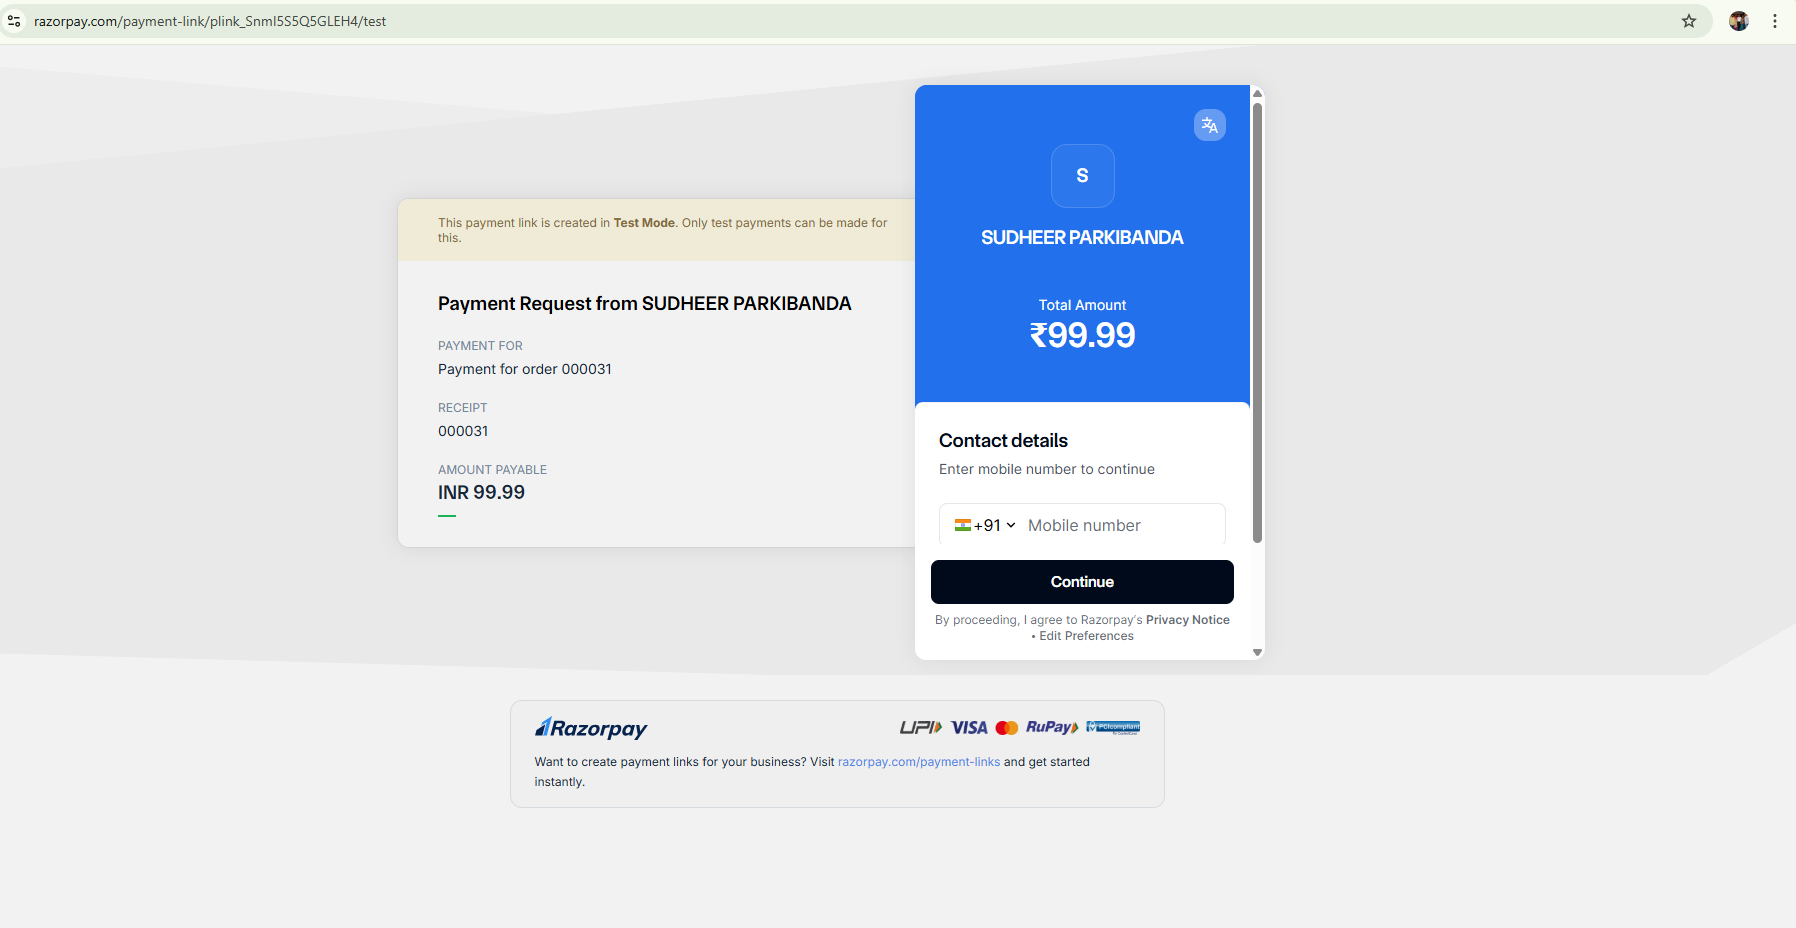 razorpay.com/payment-link/plink_SnmI5S5Q5GLEH4/test
This payment link is created in Test Mode. Only test payments can be made for
this.
Payment Request from SUDHEER PARKIBANDA
PAYMENT FOR
Payment for order 000031
RECEIPT
000031
AMOUNT PAYABLE
INR 99.99
S
SUDHEER PARKIBANDA
Total Amount
₹99.99
Contact details
Enter mobile number to continue
+91 Mobile number
Continue
By proceeding, I agree to Razorpay's Privacy Notice
• Edit Preferences
Razorpay
UPI VISA RuPay PCI compliant
Want to create payment links for your business? Visit razorpay.com/payment-links and get started
instantly.